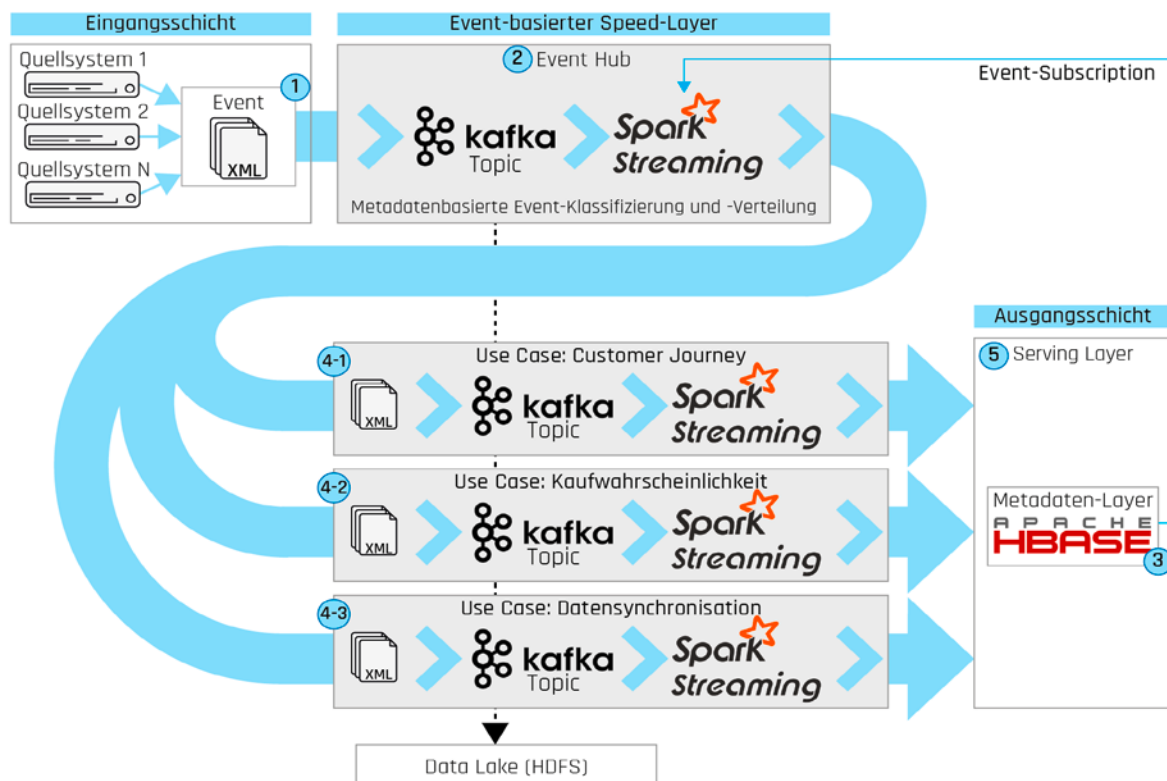 Eingangsschicht
Quellsystem 1
Quellsystem 2
Quellsystem N
1
Event
XML
Event-basierter Speed-Layer
2 Event Hub
kafka
Topic
Spark
Streaming
Metadatenbasierte Event-Klassifizierung und -Verteilung
Event-Subscription
4-1
Use Case: Customer Journey
XML
kafka
Topic
Spark
Streaming
4-2
Use Case: Kaufwahrscheinlichkeit
XML
kafka
Topic
Spark
Streaming
4-3
Use Case: Datensynchronisation
XML
kafka
Topic
Spark
Streaming
Data Lake (HDFS)
Ausgangsschicht
5 Serving Layer
Metadaten-Layer
APACHE
HBASE
3